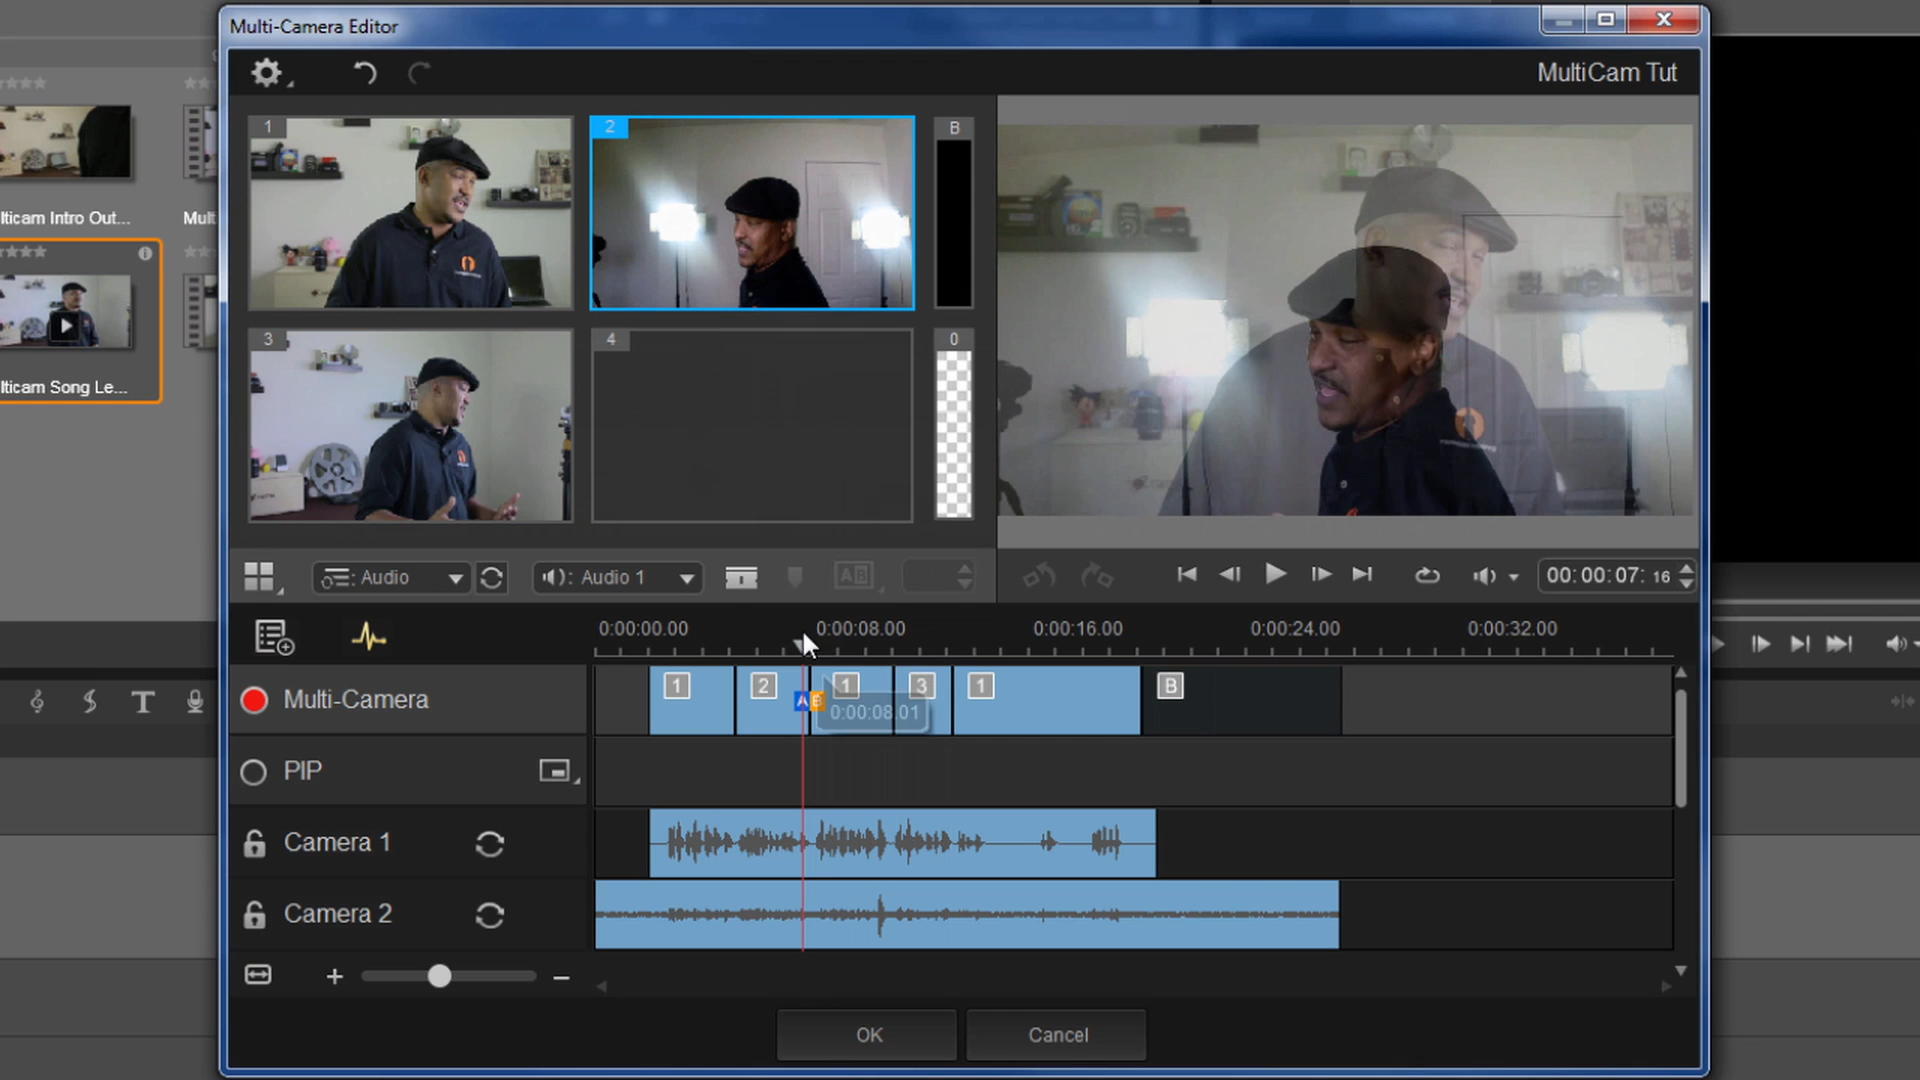 Multi-Camera Editor
MultiCam Tut
1
2
B
3
4
0
lticam Intro Out...
Mult
lticam Song Le...
: Audio
: Audio 1
AB
00:00:07; 16
0:00:00.00
0:00:08.00
0:00:16.00
0:00:24.00
0:00:32.00
Multi-Camera
1
2
A B
1
3
1
B
0:00:08.01
PIP
Camera 1
Camera 2
OK
Cancel